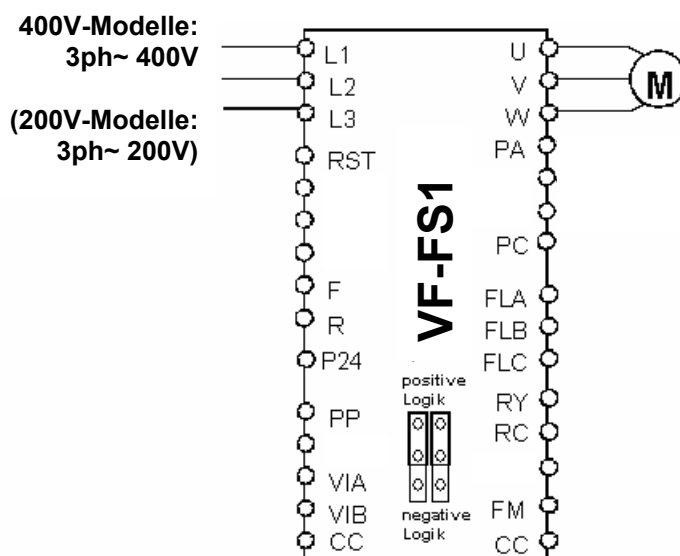 400V-Modelle:
3ph~ 400V
(200V-Modelle:
3ph~ 200V)
L1
L2
L3
RST
F
R
P24
PP
VIA
VIB
CC
VF-FS1
positive
Logik
negative
Logik
U
V
W
PA
PC
FLA
FLB
FLC
RY
RC
FM
CC
M